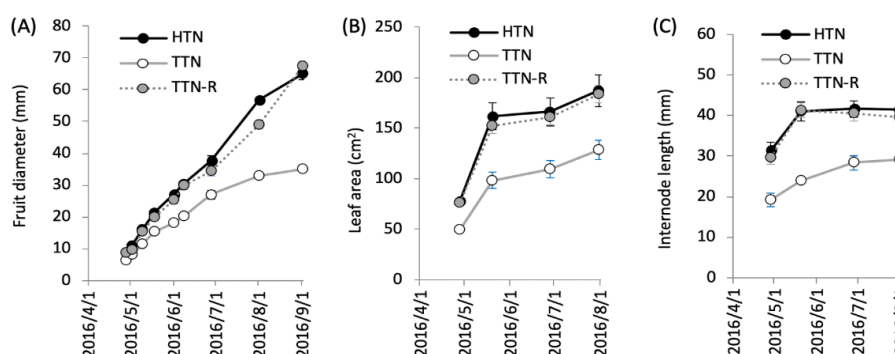 (A)
Fruit diameter (mm)
80
70
60
50
40
30
20
10
0
HTN
TTN
TTN-R
2016/4/1
2016/5/1
2016/6/1
2016/7/1
2016/8/1
2016/9/1
(B)
Leaf area (cm²)
250
200
150
100
50
0
HTN
TTN
TTN-R
2016/4/1
2016/5/1
2016/6/1
2016/7/1
2016/8/1
(C)
Internode length (mm)
60
50
40
30
20
10
0
HTN
TTN
TTN-R
2016/4/1
2016/5/1
2016/6/1
2016/7/1